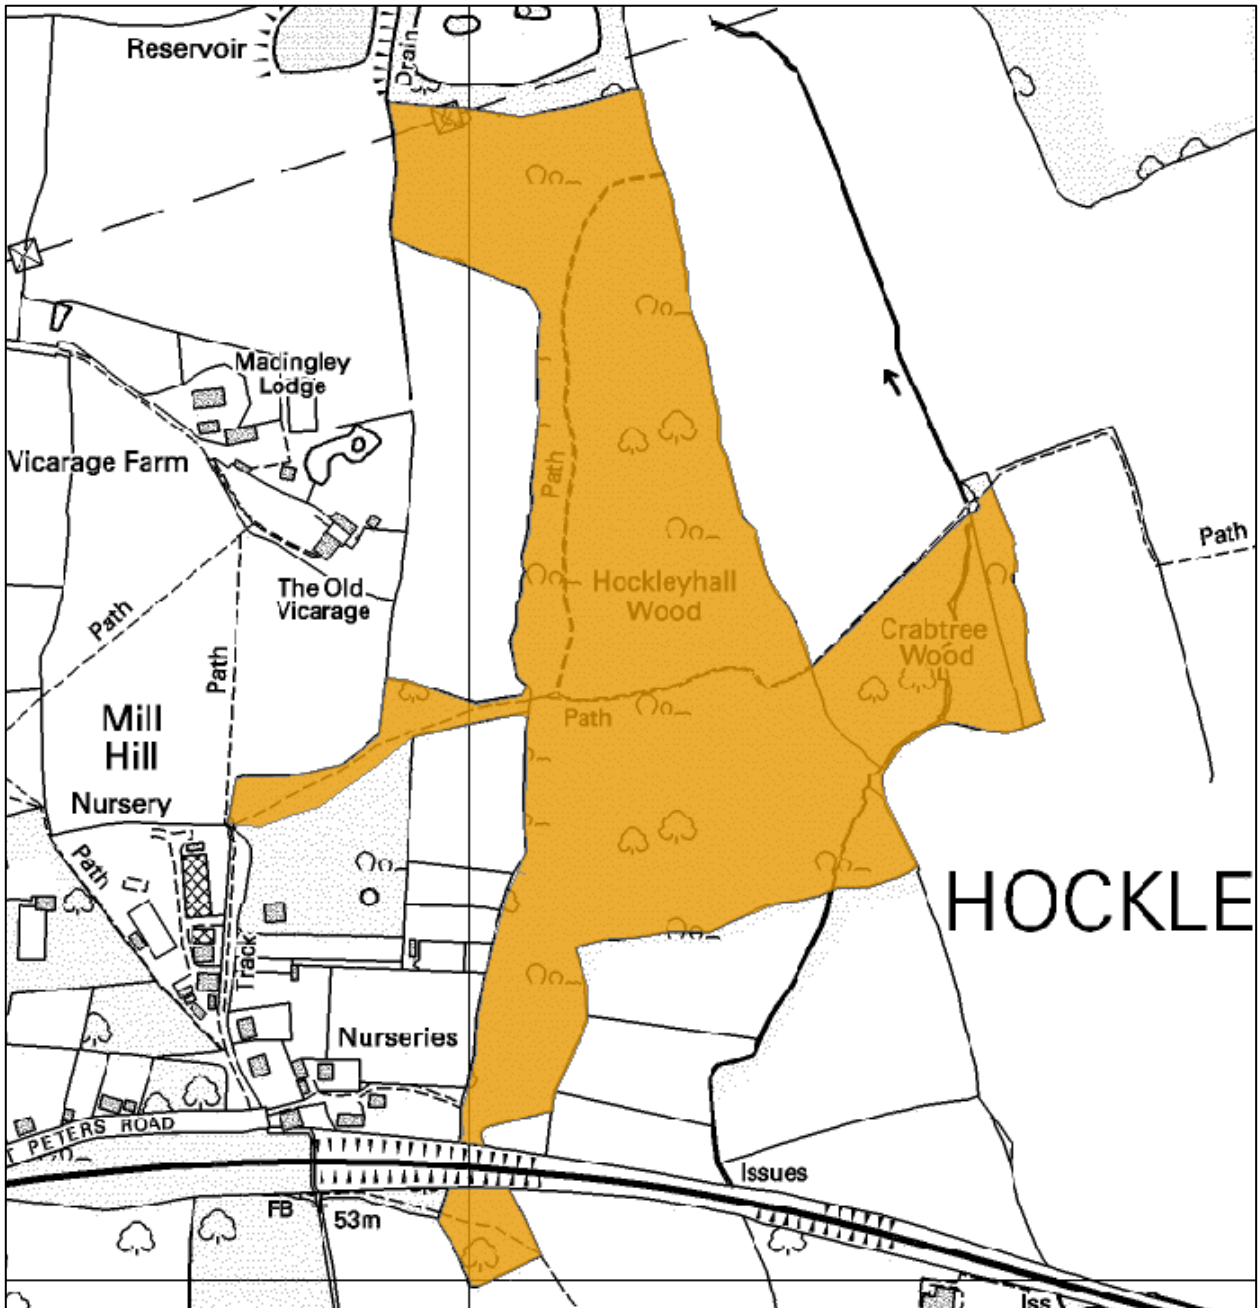 Reservoir
Drain
Madingley
Lodge
Vicarage Farm
Path
Path
The Old
Vicarage
Hockleyhall
Wood
Path
Path
Crabtree
Wood
Mill
Hill
Path
Nursery
Path
HOCKLE
Track
Nurseries
T PETERS ROAD
Issues
FB
53m
Iss